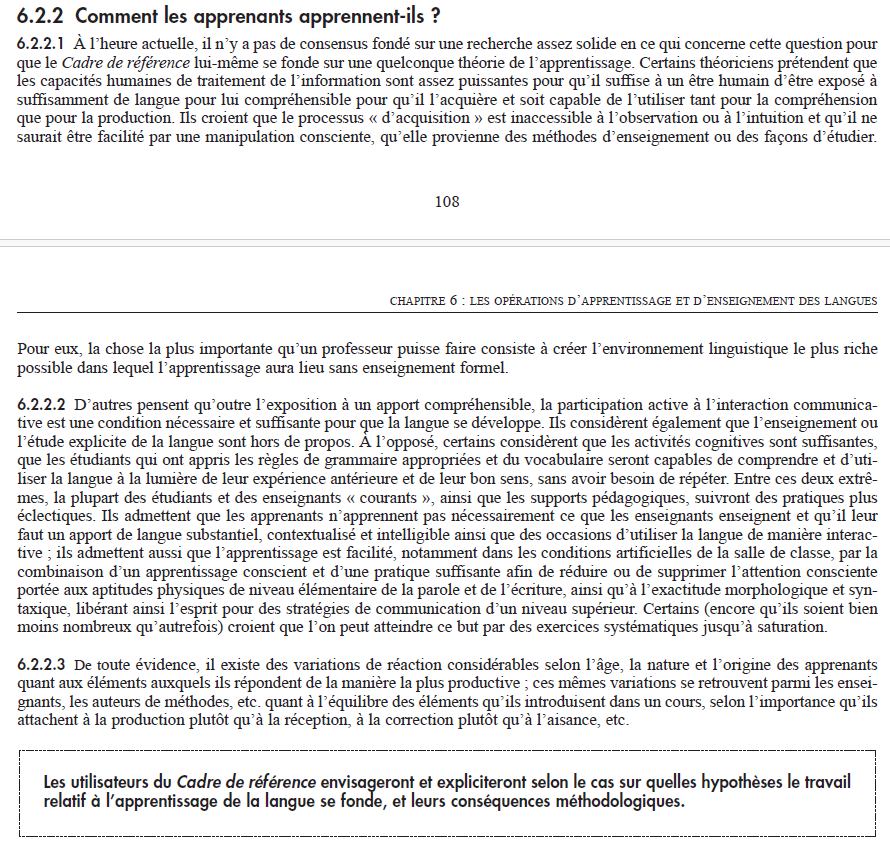 6.2.2 Comment les apprenants apprennent-ils ?
6.2.2.1 À l'heure actuelle, il n'y a pas de consensus fondé sur une recherche assez solide en ce qui concerne cette question pour
que le Cadre de référence lui-même se fonde sur une quelconque théorie de l'apprentissage. Certains théoriciens prétendent que
les capacités humaines de traitement de l'information sont assez puissantes pour qu'il suffise à un être humain d'être exposé à
suffisamment de langue pour lui compréhensible pour qu'il l'acquière et soit capable de l'utiliser tant pour la compréhension
que pour la production. Ils croient que le processus « d'acquisition » est inaccessible à l'observation ou à l'intuition et qu'il ne
saurait être facilité par une manipulation consciente, qu'elle provienne des méthodes d'enseignement ou des façons d'étudier.
108
CHAPITRE 6 : LES OPÉRATIONS D'APPRENTISSAGE ET D'ENSEIGNEMENT DES LANGUES
Pour eux, la chose la plus importante qu'un professeur puisse faire consiste à créer l'environnement linguistique le plus riche
possible dans lequel l'apprentissage aura lieu sans enseignement formel.
6.2.2.2 D'autres pensent qu'outre l'exposition à un apport compréhensible, la participation active à l'interaction communica-
tive est une condition nécessaire et suffisante pour que la langue se développe. Ils considèrent également que l'enseignement ou
l'étude explicite de la langue sont hors de propos. À l'opposé, certains considèrent que les activités cognitives sont suffisantes,
que les étudiants qui ont appris les règles de grammaire appropriées et du vocabulaire seront capables de comprendre et d'uti-
liser la langue à la lumière de leur expérience antérieure et de leur bon sens, sans avoir besoin de répéter. Entre ces deux extrê-
mes, la plupart des étudiants et des enseignants « courants », ainsi que les supports pédagogiques, suivront des pratiques plus
éclectiques. Ils admettent que les apprenants n'apprennent pas nécessairement ce que les enseignants enseignent et qu'il leur
faut un apport de langue substantiel, contextualisé et intelligible ainsi que des occasions d'utiliser la langue de manière interac-
tive ; ils admettent aussi que l'apprentissage est facilité, notamment dans les conditions artificielles de la salle de classe, par la
combinaison d'un apprentissage conscient et d'une pratique suffisante afin de réduire ou de supprimer l'attention consciente
portée aux aptitudes physiques de niveau élémentaire de la parole et de l'écriture, ainsi qu'à l'exactitude morphologique et syn-
taxique, libérant ainsi l'esprit pour des stratégies de communication d'un niveau supérieur. Certains (encore qu'ils soient bien
moins nombreux qu'autrefois) croient que l'on peut atteindre ce but par des exercices systématiques jusqu'à saturation.
6.2.2.3 De toute évidence, il existe des variations de réaction considérables selon l'âge, la nature et l'origine des apprenants
quant aux éléments auxquels ils répondent de la manière la plus productive ; ces mêmes variations se retrouvent parmi les ensei-
gnants, les auteurs de méthodes, etc. quant à l'équilibre des éléments qu'ils introduisent dans un cours, selon l'importance qu'ils
attachent à la production plutôt qu'à la réception, à la correction plutôt qu'à l'aisance, etc.
Les utilisateurs du Cadre de référence envisageront et expliciteront selon le cas sur quelles hypothèses le travail
relatif à l'apprentissage de la langue se fonde, et leurs conséquences méthodologiques.